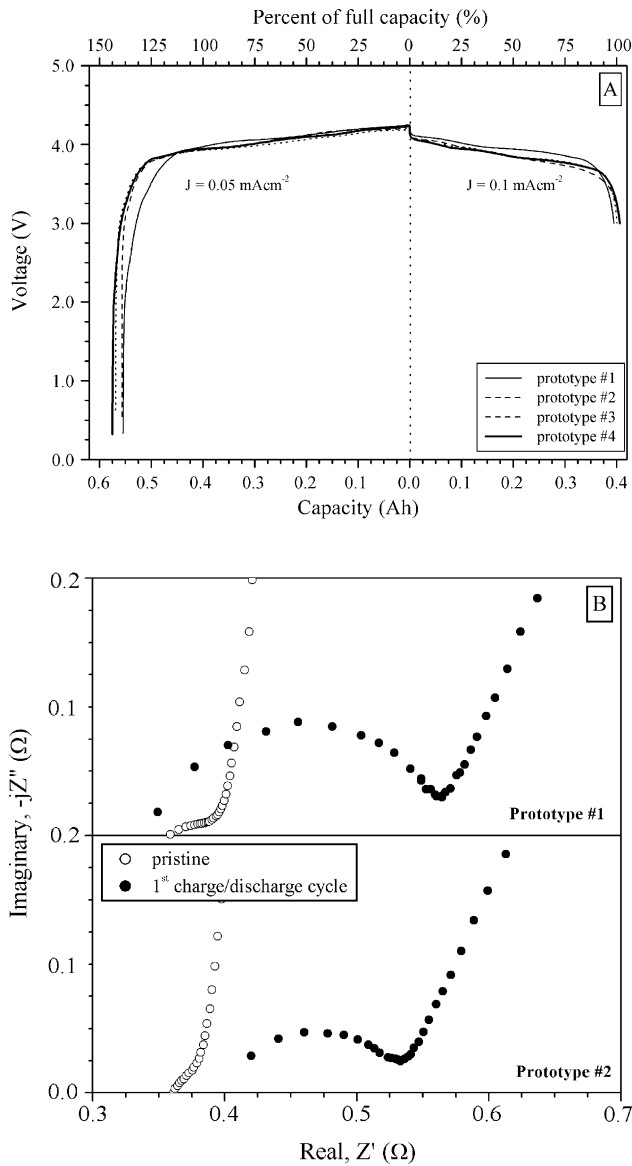 Percent of full capacity (%)
150 125 100 75 50 25 0 25 50 75 100
A
5.0
4.0
3.0
2.0
1.0
0.0
Voltage (V)
J = 0.05 mAcm-2
J = 0.1 mAcm-2
prototype #1
prototype #2
prototype #3
prototype #4
0.6 0.5 0.4 0.3 0.2 0.1 0.0 0.1 0.2 0.3 0.4
Capacity (Ah)
B
0.2
0.1
0.2
0.1
0.0
Imaginary, -jZ" (Ω)
Prototype #1
pristine
1st charge/discharge cycle
Prototype #2
0.3 0.4 0.5 0.6 0.7
Real, Z' (Ω)